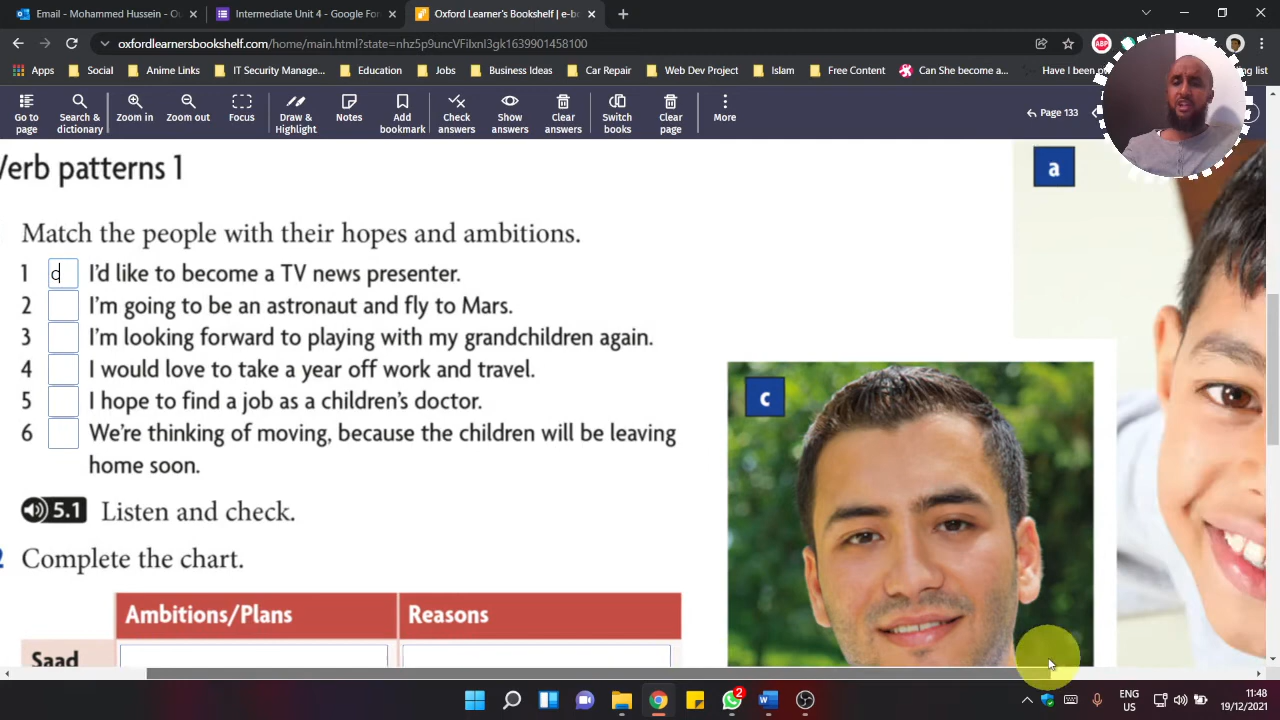 Email - Mohammed Hussein - Ou
Intermediate Unit 4 - Google For
Oxford Learner's Bookshelf | e-b
oxfordlearnersbookshelf.com/home/main.html?state=nhz5p9uncVFiIxnI3gk1639901458100
ABP
Apps
Social
Anime Links
IT Security Manage...
Education
Jobs
Business Ideas
Car Repair
Web Dev Project
Islam
Free Content
Can She become a...
Have I been
ing list
Go to page
Search & dictionary
Zoom in
Zoom out
Focus
Draw & Highlight
Notes
Add bookmark
Check answers
Show answers
Clear answers
Switch books
Clear page
More
Page 133
Verb patterns 1
a
Match the people with their hopes and ambitions.
1 c I'd like to become a TV news presenter.
2 I'm going to be an astronaut and fly to Mars.
3 I'm looking forward to playing with my grandchildren again.
4 I would love to take a year off work and travel.
5 I hope to find a job as a children's doctor.
6 We're thinking of moving, because the children will be leaving
home soon.
c
5.1 Listen and check.
2 Complete the chart.
Ambitions/Plans Reasons
Saad
2
ENG
US
11:48
19/12/2021